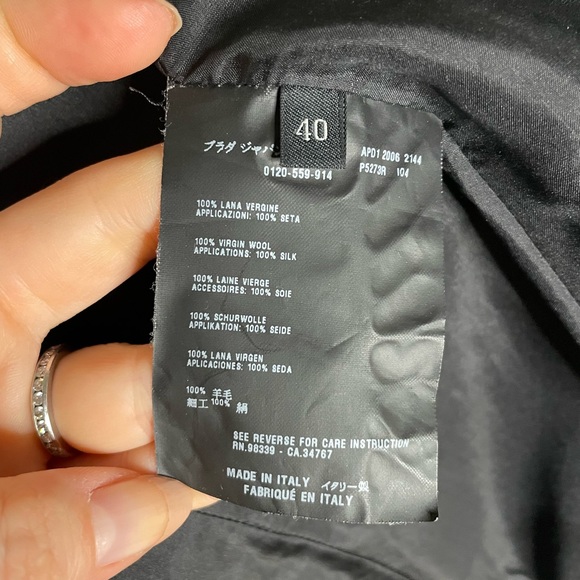 40
プラダ ジャパ
APD1 2006 2144
0120-559-914
P5273R 104
100% LANA VERGINE
APPLICAZIONI: 100% SETA
100% VIRGIN WOOL
APPLICATIONS: 100% SILK
100% LAINE VIERGE
ACCESSOIRES: 100% SOIE
100% SCHURWOLLE
APPLIKATION: 100% SEIDE
100% LANA VIRGEN
APLICACIONES: 100% SEDA
100% 羊毛
細工 100% 絹
SEE REVERSE FOR CARE INSTRUCTION
RN.98339 - CA.34767
MADE IN ITALY イタリー製
FABRIQUÉ EN ITALY